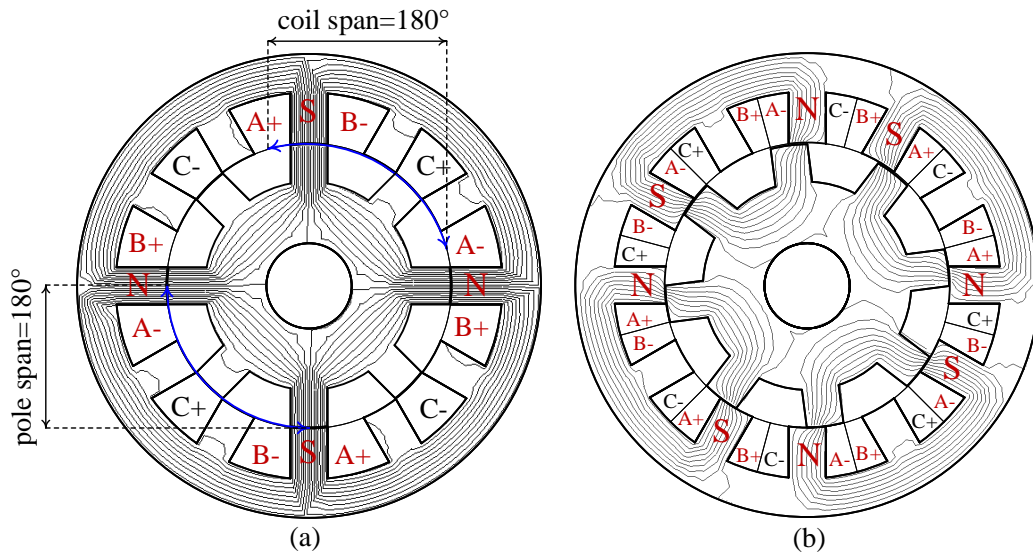 coil span=180°
pole span=180°
A+
S
B-
C-
C+
B+
A-
N
N
A-
B+
C+
C-
B-
S
A+
(a)
B+
A-
N
C-
B+
S
C+
A-
A+
C-
S
B-
C+
B-
A+
N
N
A+
B-
C+
B-
S
C-
A+
A-
C+
S
B+
C-
N
A-
B+
(b)